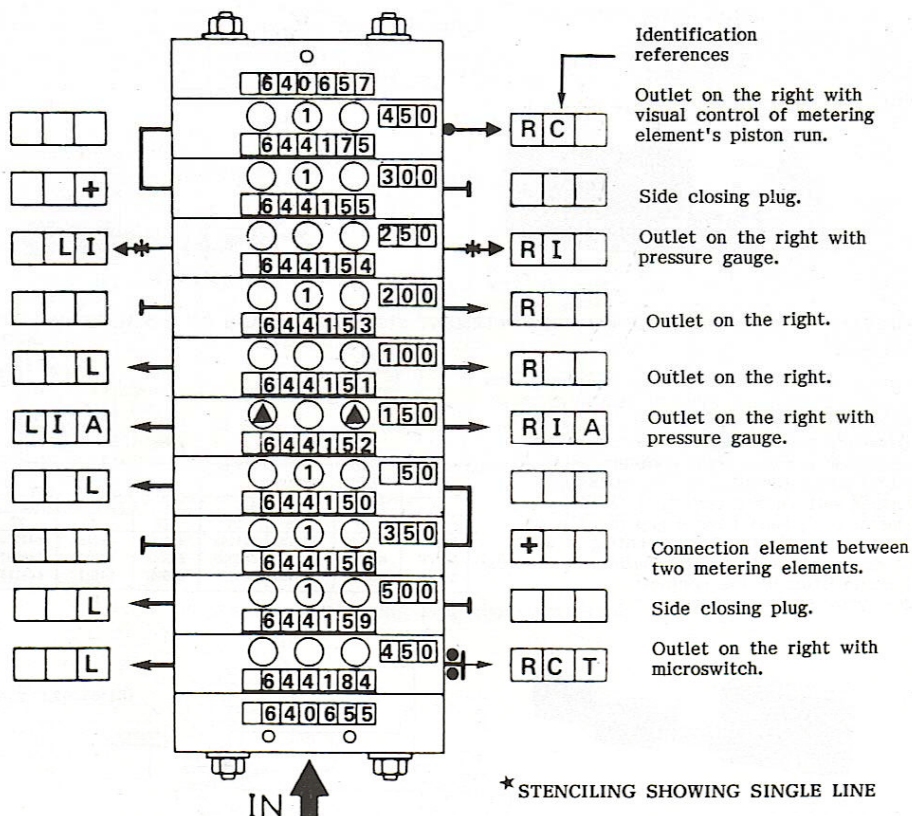 Identification
references
640657
1 450
644175
R C
Outlet on the right with
visual control of metering
element's piston run.
+
1 300
644155
Side closing plug.
L I
250
644154
R I
Outlet on the right with
pressure gauge.
1 200
644153
R
Outlet on the right.
L
1 100
644151
R
Outlet on the right.
L I A
150
644152
R I A
Outlet on the right with
pressure gauge.
L
1 50
644150
1 350
644156
+
Connection element between
two metering elements.
L
1 500
644159
Side closing plug.
L
450
644184
R C T
Outlet on the right with
microswitch.
640655
IN
* STENCILING SHOWING SINGLE LINE